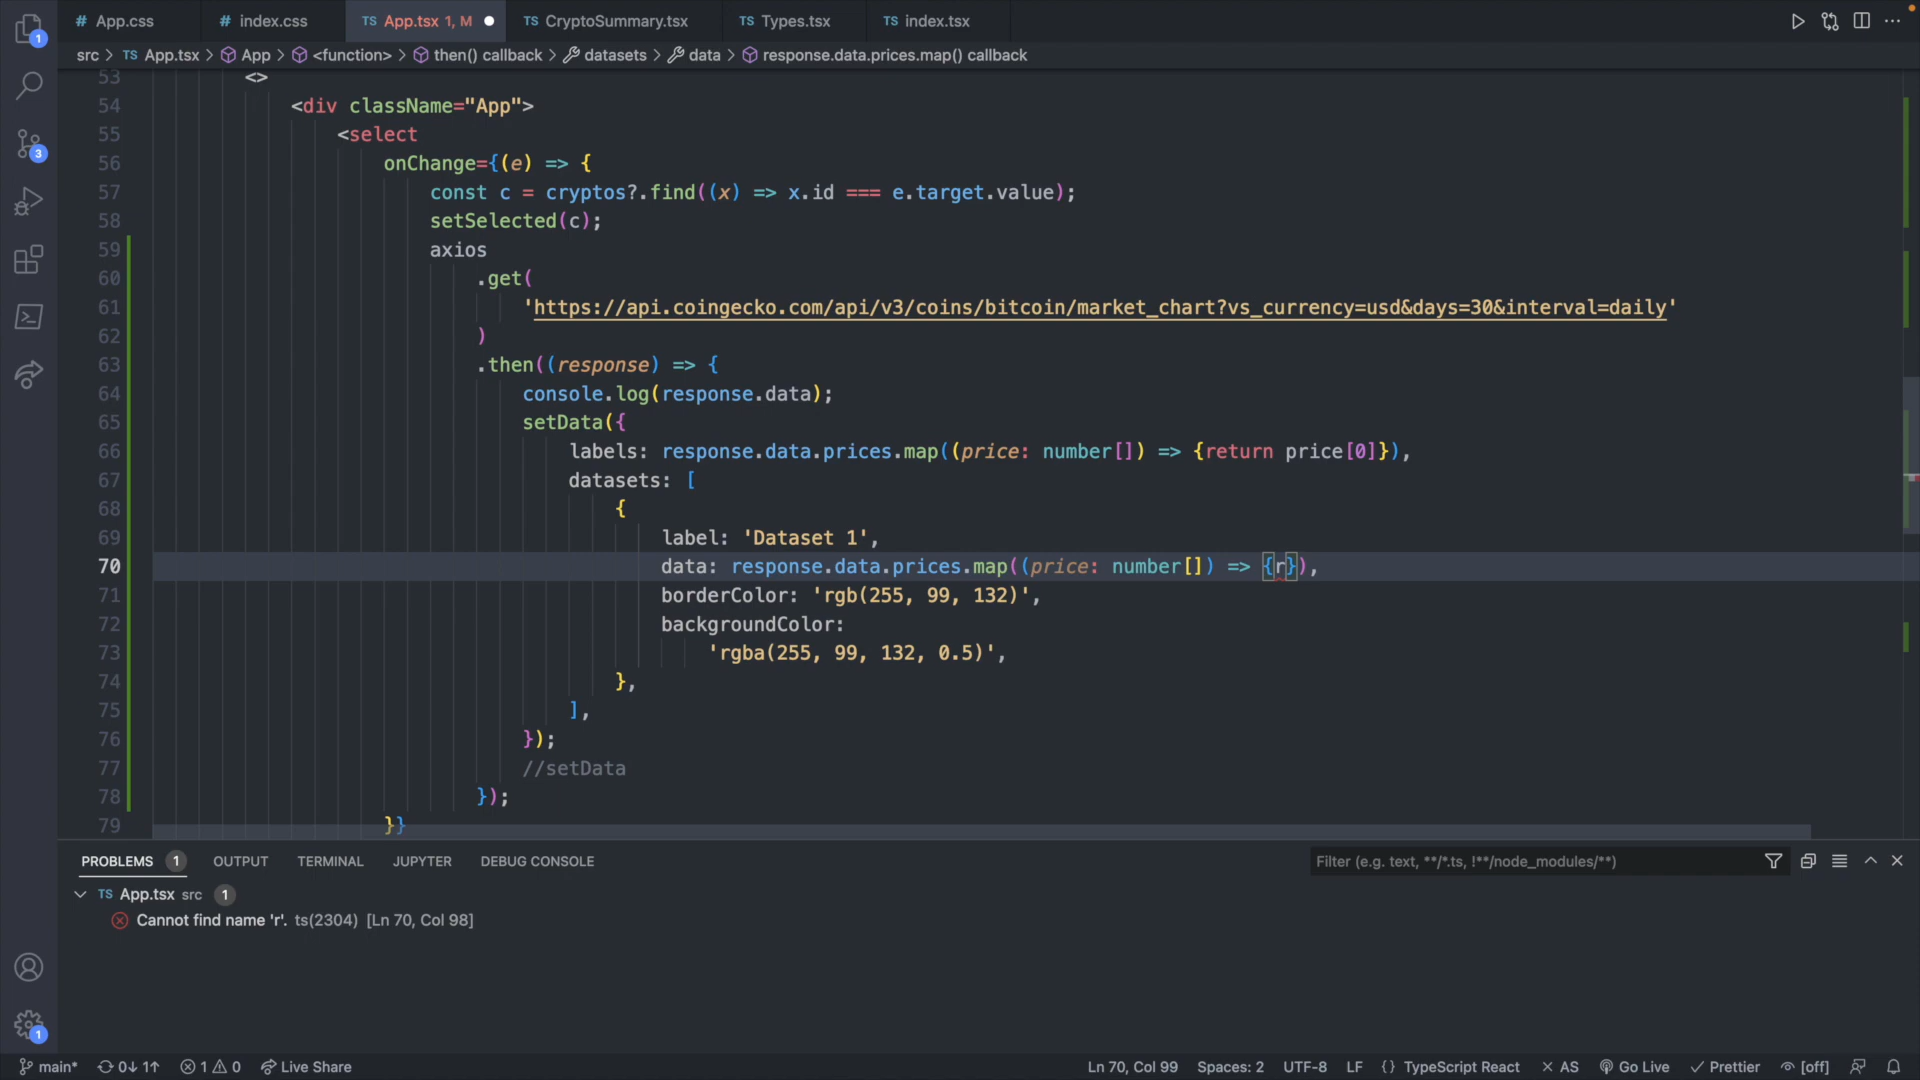 # App.css # index.css TS App.tsx 1, M TS CryptoSummary.tsx TS Types.tsx TS index.tsx
src > TS App.tsx > App > <function> > then() callback > datasets > data > response.data.prices.map() callback
53 <>
54 <div className="App">
55 <select
56 onChange={(e) => {
57 const c = cryptos?.find((x) => x.id === e.target.value);
58 setSelected(c);
59 axios
60 .get(
61 'https://api.coingecko.com/api/v3/coins/bitcoin/market_chart?vs_currency=usd&days=30&interval=daily'
62 )
63 .then((response) => {
64 console.log(response.data);
65 setData({
66 labels: response.data.prices.map((price: number[]) => {return price[0]}),
67 datasets: [
68 {
69 label: 'Dataset 1',
70 data: response.data.prices.map((price: number[]) => {r}),
71 borderColor: 'rgb(255, 99, 132)',
72 backgroundColor:
73 'rgba(255, 99, 132, 0.5)',
74 },
75 ],
76 });
77 //setData
78 });
79 }}
1
3
PROBLEMS 1 OUTPUT TERMINAL JUPYTER DEBUG CONSOLE Filter (e.g. text, **/*.ts, !**/node_modules/**)
TS App.tsx src 1
Cannot find name 'r'. ts(2304) [Ln 70, Col 98]
1
main* 0↓ 1↑ 1 0 Live Share Ln 70, Col 99 Spaces: 2 UTF-8 LF {} TypeScript React × AS Go Live ✓ Prettier [off]